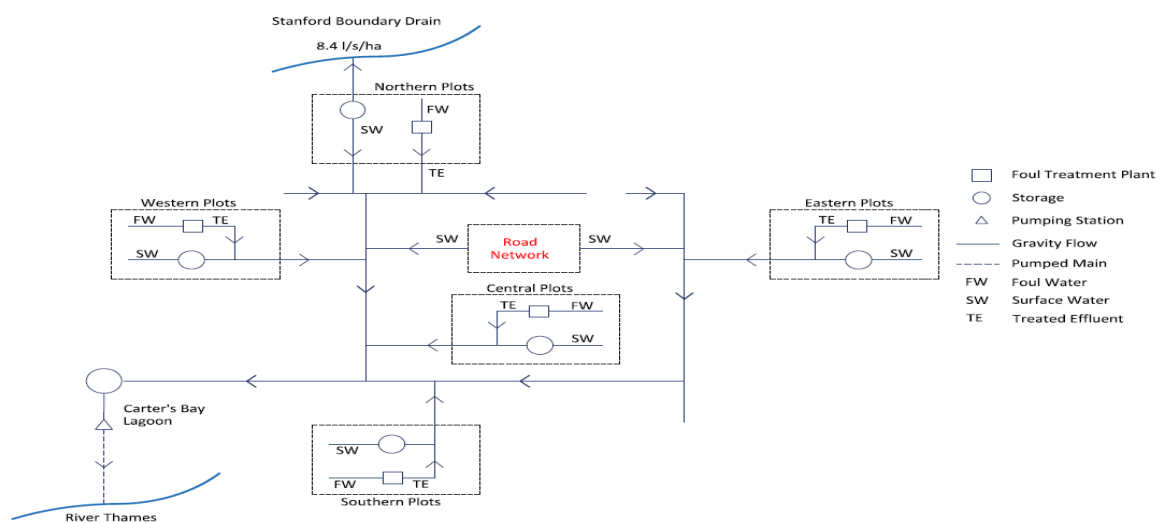 Stanford Boundary Drain
8.4 l/s/ha
Northern Plots
FW
SW
TE
Western Plots
FW
TE
SW
SW
Road
Network
SW
Eastern Plots
TE
FW
SW
Central Plots
TE
FW
SW
Carter's Bay
Lagoon
SW
FW
TE
Southern Plots
River Thames
Foul Treatment Plant
Storage
Pumping Station
Gravity Flow
Pumped Main
FW
Foul Water
SW
Surface Water
TE
Treated Effluent